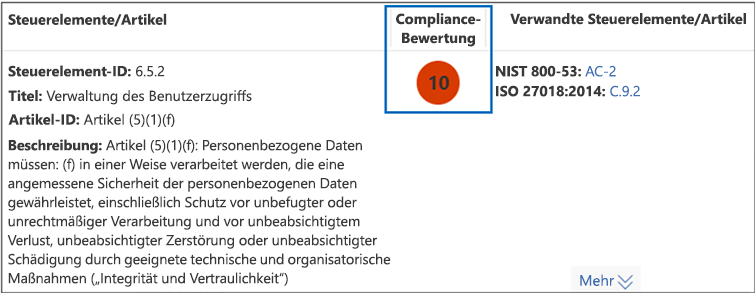 Steuerelemente/Artikel
Compliance-
Bewertung
Verwandte Steuerelemente/Artikel
Steuerelement-ID: 6.5.2
Titel: Verwaltung des Benutzerzugriffs
Artikel-ID: Artikel (5)(1)(f)
Beschreibung: Artikel (5)(1)(f): Personenbezogene Daten
müssen: (f) in einer Weise verarbeitet werden, die eine
angemessene Sicherheit der personenbezogenen Daten
gewährleistet, einschließlich Schutz vor unbefugter oder
unrechtmäßiger Verarbeitung und vor unbeabsichtigtem
Verlust, unbeabsichtigter Zerstörung oder unbeabsichtigter
Schädigung durch geeignete technische und organisatorische
Maßnahmen („Integrität und Vertraulichkeit“)
10
NIST 800-53: AC-2
ISO 27018:2014: C.9.2
Mehr